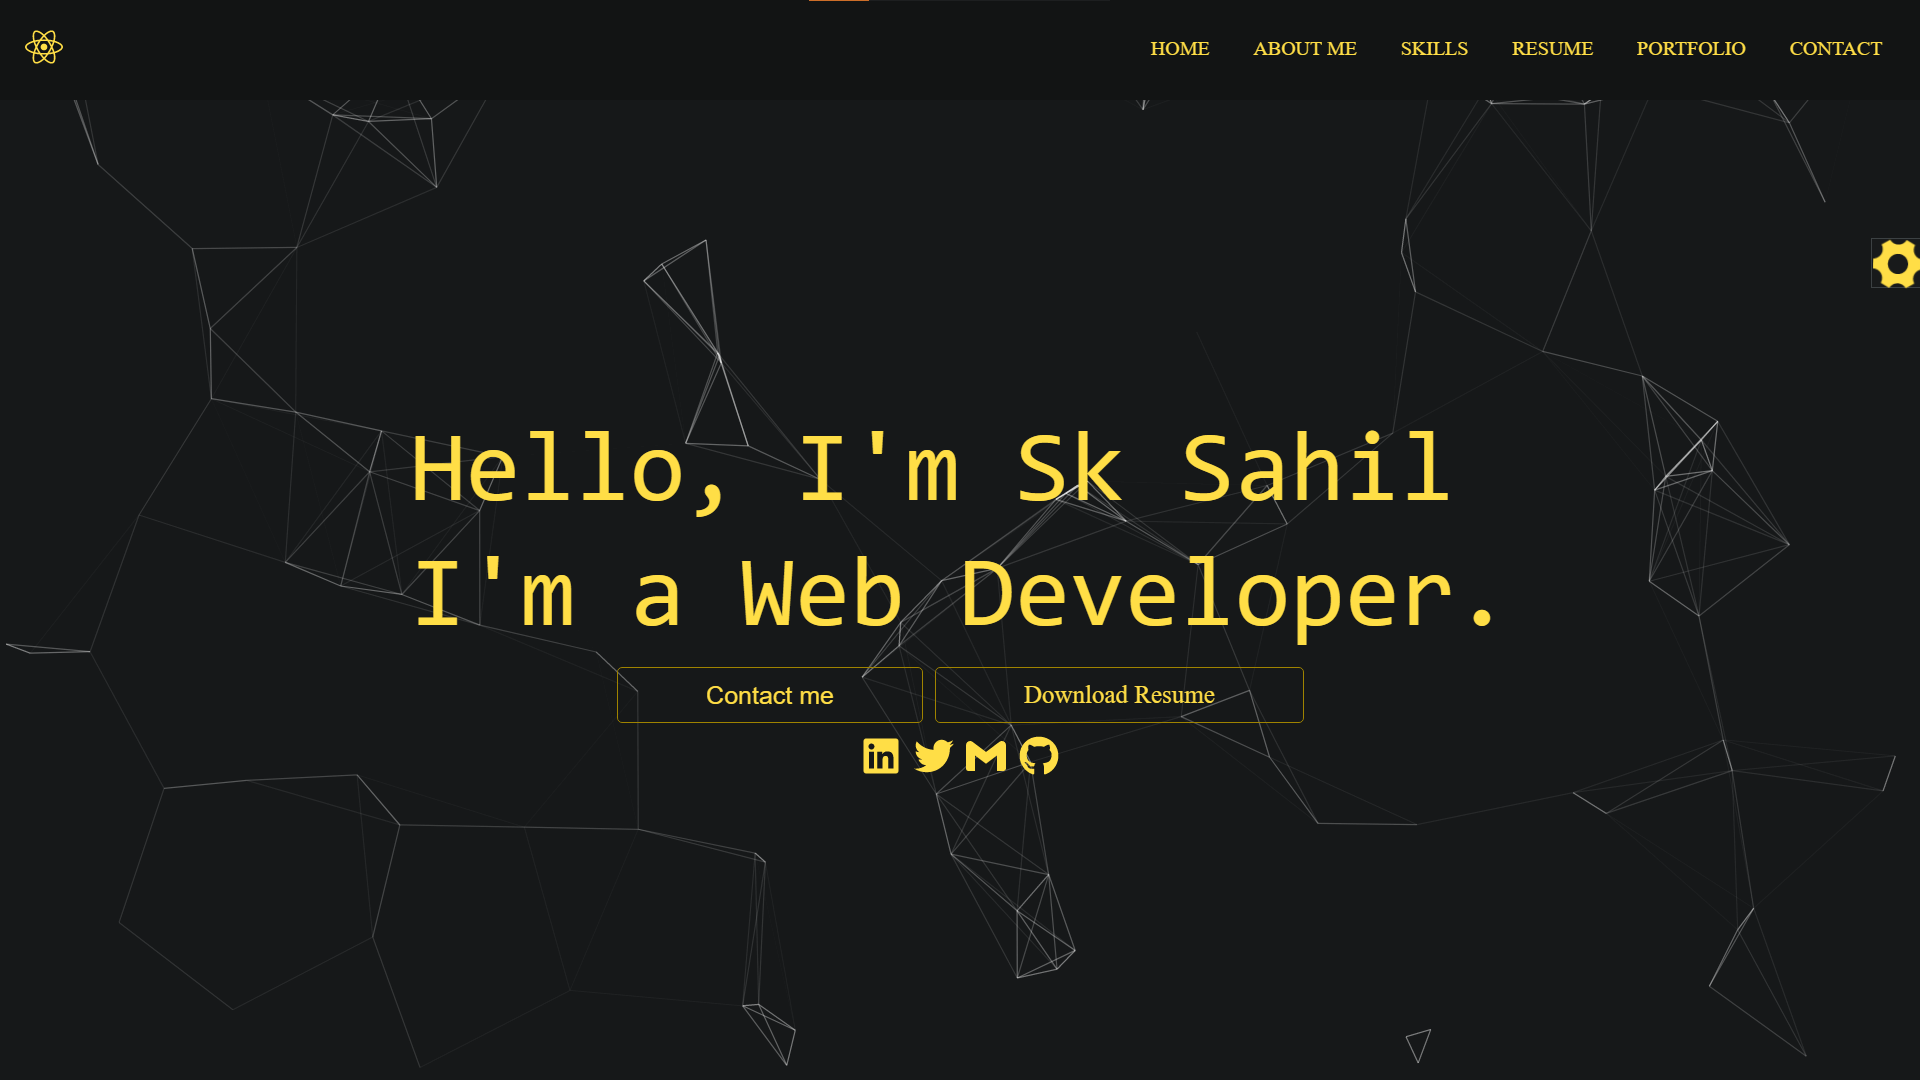 HOME ABOUT ME SKILLS RESUME PORTFOLIO CONTACT
Hello, I'm Sk Sahil
I'm a Web Developer.
Contact me Download Resume